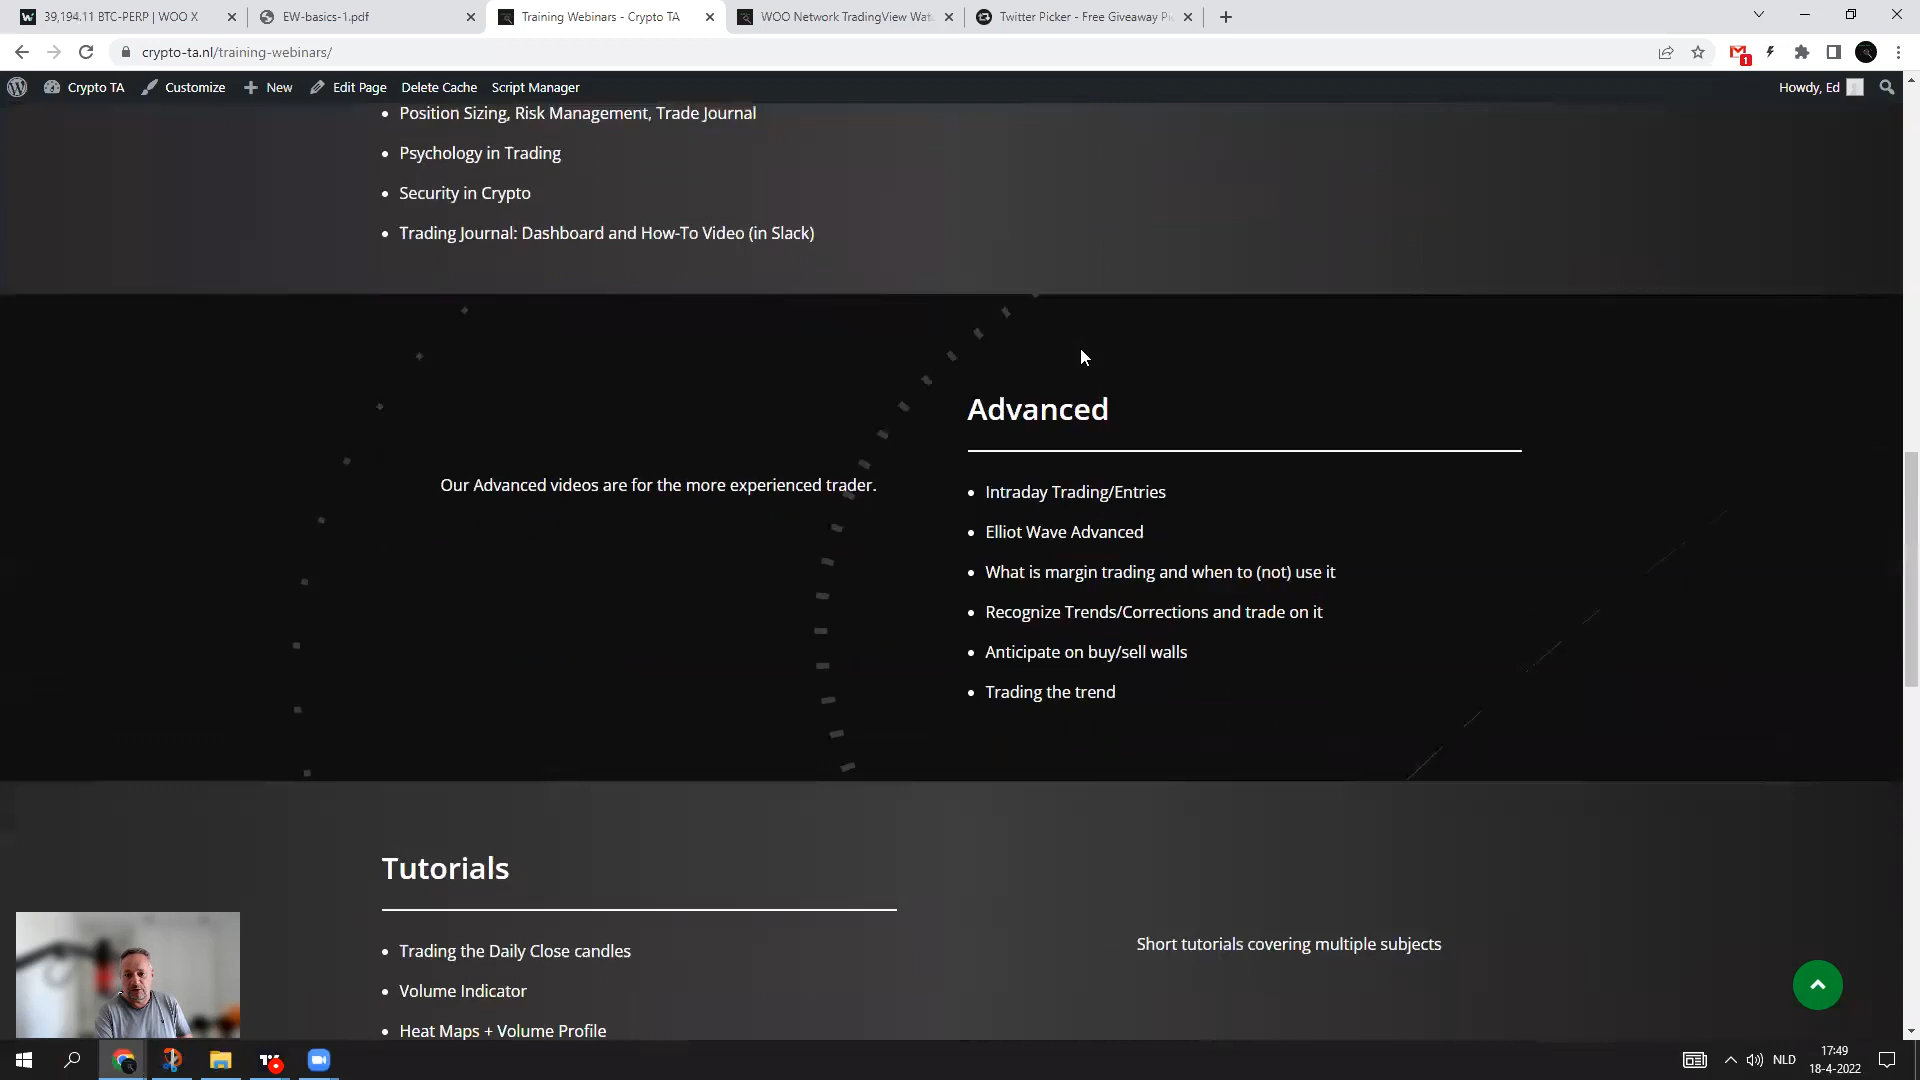 39,194.11 BTC-PERP | WOO X
EW-basics-1.pdf
Training Webinars - Crypto TA
WOO Network TradingView Wat
Twitter Picker - Free Giveaway Pi
crypto-ta.nl/training-webinars/
1
Crypto TA
Customize
New
Edit Page
Delete Cache
Script Manager
Howdy, Ed
Position Sizing, Risk Management, Trade Journal
Psychology in Trading
Security in Crypto
Trading Journal: Dashboard and How-To Video (in Slack)
Our Advanced videos are for the more experienced trader.
Advanced
Intraday Trading/Entries
Elliot Wave Advanced
What is margin trading and when to (not) use it
Recognize Trends/Corrections and trade on it
Anticipate on buy/sell walls
Trading the trend
Tutorials
Trading the Daily Close candles
Volume Indicator
Heat Maps + Volume Profile
Short tutorials covering multiple subjects
NLD
17:49
18-4-2022